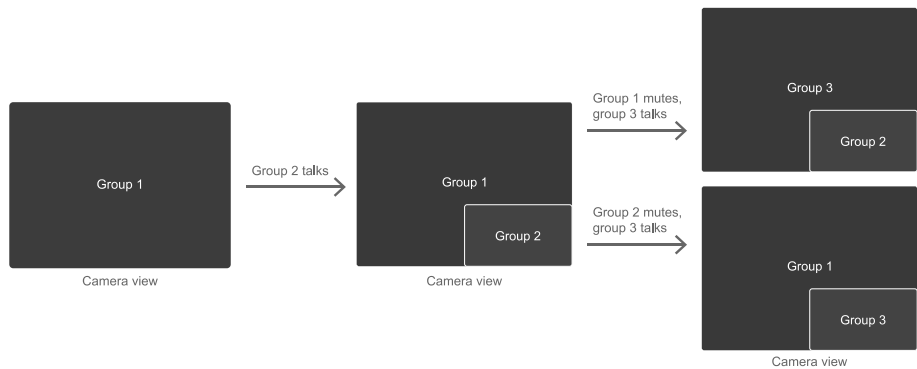 Group 1
Camera view
Group 2 talks
Group 1
Group 2
Camera view
Group 1 mutes,
group 3 talks
Group 3
Group 2
Group 2 mutes,
group 3 talks
Group 1
Group 3
Camera view